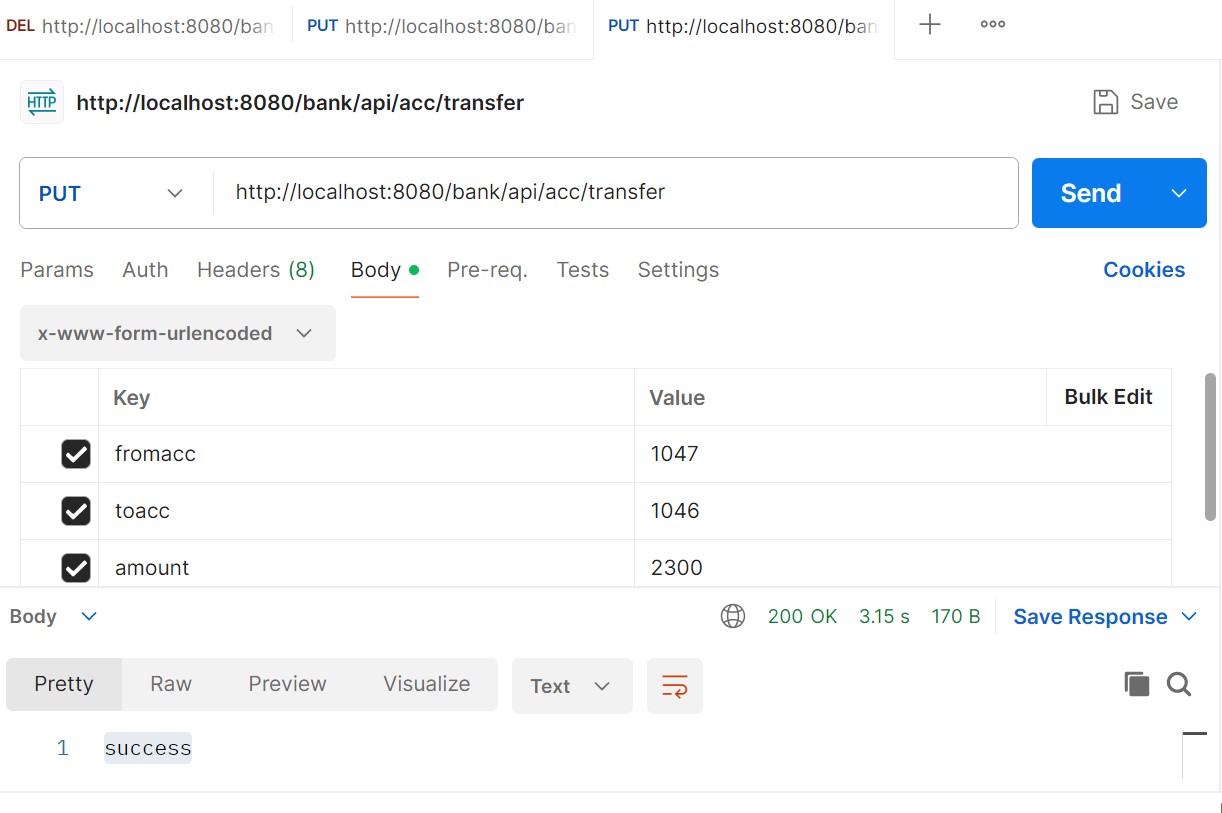 DEL http://localhost:8080/ban PUT http://localhost:8080/ban PUT http://localhost:8080/ban
HTTP http://localhost:8080/bank/api/acc/transfer Save
PUT http://localhost:8080/bank/api/acc/transfer Send
Params Auth Headers (8) Body Pre-req. Tests Settings Cookies
x-www-form-urlencoded
Key Value Bulk Edit
fromacc 1047
toacc 1046
amount 2300
Body 200 OK 3.15 s 170 B Save Response
Pretty Raw Preview Visualize Text
1 success